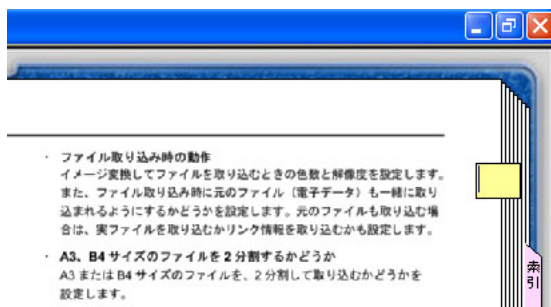 ・ ファイル取り込み時の動作
イメージ変換してファイルを取り込むときの色数と解像度を設定します。
また、ファイル取り込み時に元のファイル（電子データ）も一緒に取り
込まれるようにするかどうかを設定します。元のファイルも取り込む場
合は、実ファイルを取り込むかリンク情報を取り込むかも設定します。
・ A3、B4 サイズのファイルを 2 分割するかどうか
A3 または B4 サイズのファイルを、2 分割して取り込むかどうかを
設定します。
索引